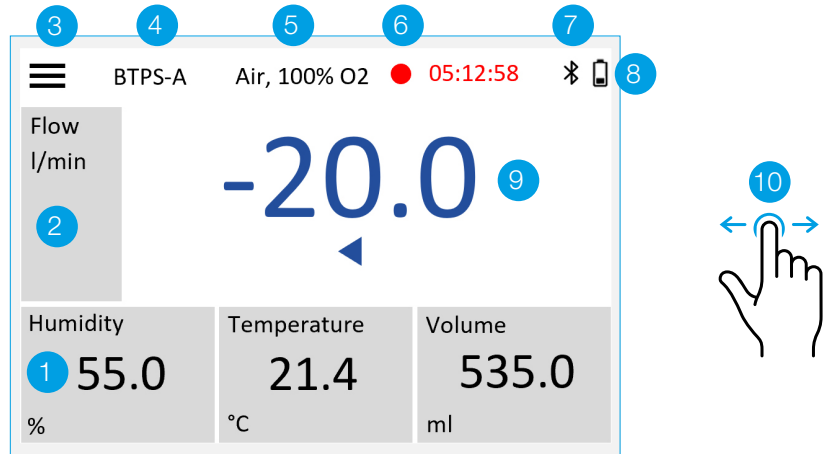 3 4 5 6 7
BTPS-A Air, 100% O2 05:12:58 8
Flow
l/min
2
-20.0 9
10
Humidity Temperature Volume
1 55.0 21.4 535.0
% °C ml